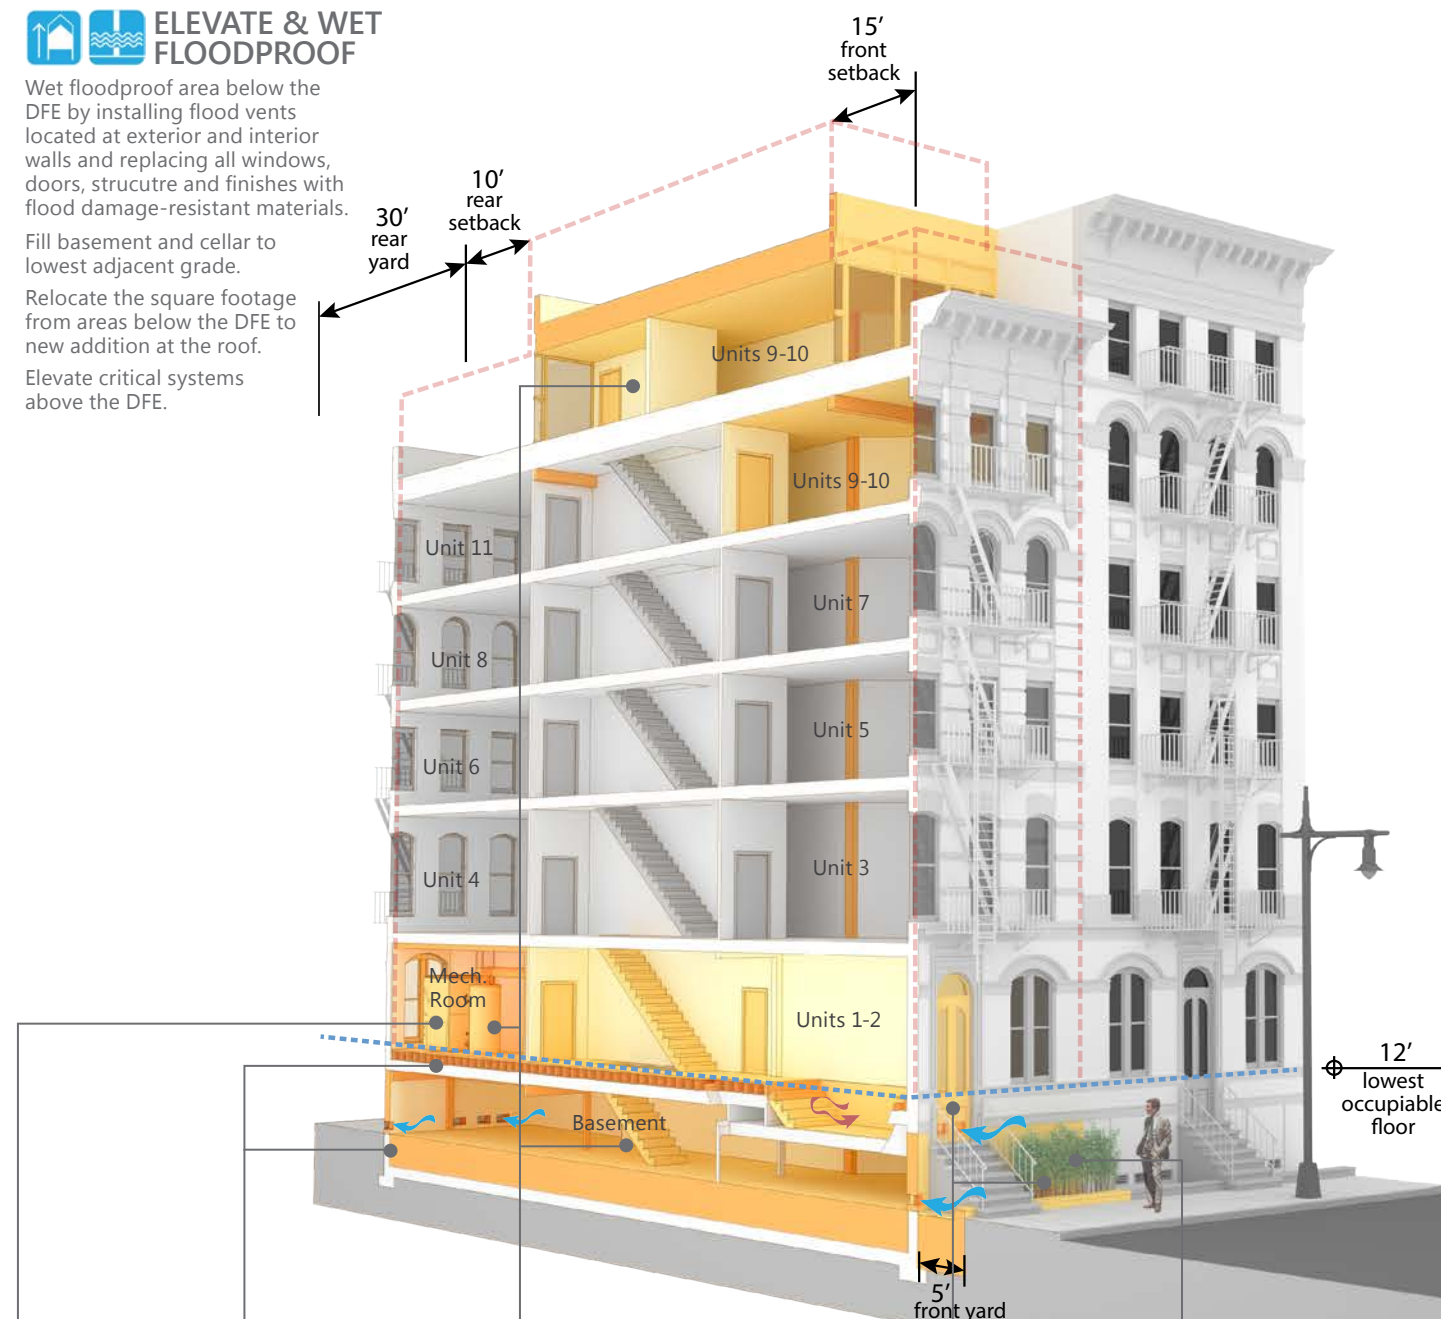 ELEVATE & WET
FLOODPROOF
Wet floodproof area below the
DFE by installing flood vents
located at exterior and interior
walls and replacing all windows,
doors, strucutre and finishes with
flood damage-resistant materials.
Fill basement and cellar to
lowest adjacent grade.
Relocate the square footage
from areas below the DFE to
new addition at the roof.
Elevate critical systems
above the DFE.
15′
front
setback
10′
rear
setback
30′
rear
yard
Units 9-10
Units 9-10
Unit 11
Unit 7
Unit 8
Unit 5
Unit 6
Unit 3
Unit 4
Mech.
Room
Units 1-2
Basement
12′
lowest
occupiable
floor
5′
front yard